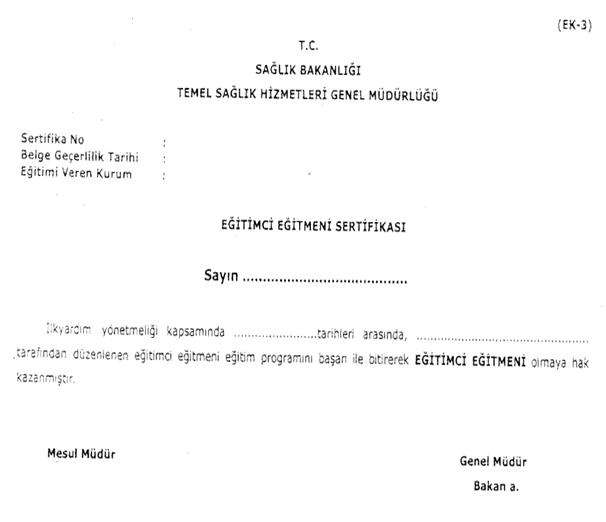 (EK-3)
T.C.
SAĞLIK BAKANLIĞI
TEMEL SAĞLIK HİZMETLERİ GENEL MÜDÜRLÜĞÜ
Sertifika No :
Belge Geçerlilik Tarihi :
Eğitimi Veren Kurum :
EĞİTİMCİ EĞİTMENİ SERTİFİKASI
Sayın ..........................................
İlkyardım yönetmeliği kapsamında ........................tarihleri arasında, ..................................................
tarafından düzenlenen eğitimci eğitmeni eğitim programını başarı ile bitirerek EĞİTİMCİ EĞİTMENİ olmaya hak
kazanmıştır.
Mesul Müdür
Genel Müdür
Bakan a.